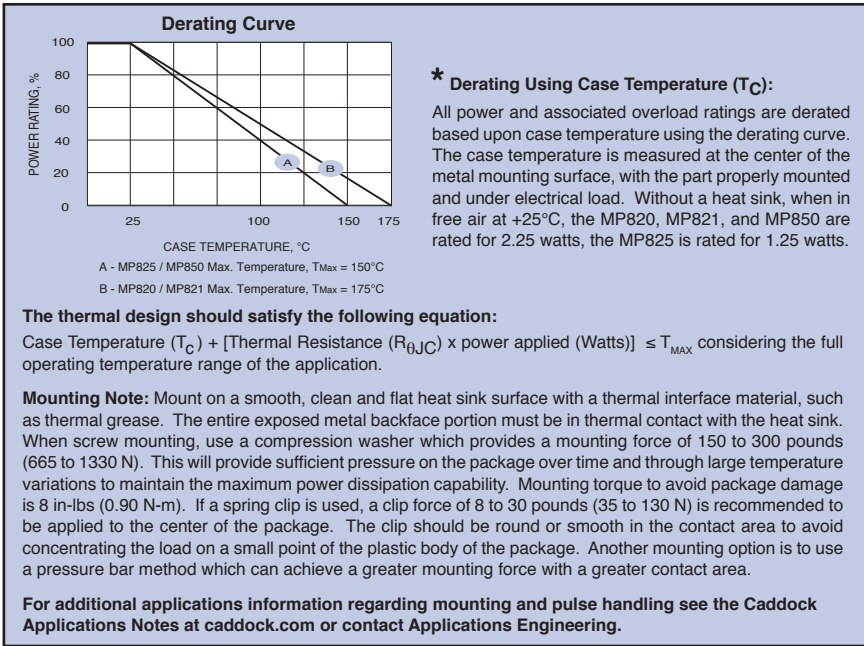 Derating Curve
100
80
60
40
20
0
POWER RATING, %
A
B
25 100 150 175
CASE TEMPERATURE, °C
A - MP825 / MP850 Max. Temperature, TMax = 150°C
B - MP820 / MP821 Max. Temperature, TMax = 175°C
* Derating Using Case Temperature (TC):
All power and associated overload ratings are derated
based upon case temperature using the derating curve.
The case temperature is measured at the center of the
metal mounting surface, with the part properly mounted
and under electrical load. Without a heat sink, when in
free air at +25°C, the MP820, MP821, and MP850 are
rated for 2.25 watts, the MP825 is rated for 1.25 watts.
The thermal design should satisfy the following equation:
Case Temperature (TC) + [Thermal Resistance (RθJC) x power applied (Watts)] ≤ TMAX considering the full
operating temperature range of the application.
Mounting Note: Mount on a smooth, clean and flat heat sink surface with a thermal interface material, such
as thermal grease. The entire exposed metal backface portion must be in thermal contact with the heat sink.
When screw mounting, use a compression washer which provides a mounting force of 150 to 300 pounds
(665 to 1330 N). This will provide sufficient pressure on the package over time and through large temperature
variations to maintain the maximum power dissipation capability. Mounting torque to avoid package damage
is 8 in-lbs (0.90 N-m). If a spring clip is used, a clip force of 8 to 30 pounds (35 to 130 N) is recommended to
be applied to the center of the package. The clip should be round or smooth in the contact area to avoid
concentrating the load on a small point of the plastic body of the package. Another mounting option is to use
a pressure bar method which can achieve a greater mounting force with a greater contact area.
For additional applications information regarding mounting and pulse handling see the Caddock
Applications Notes at caddock.com or contact Applications Engineering.